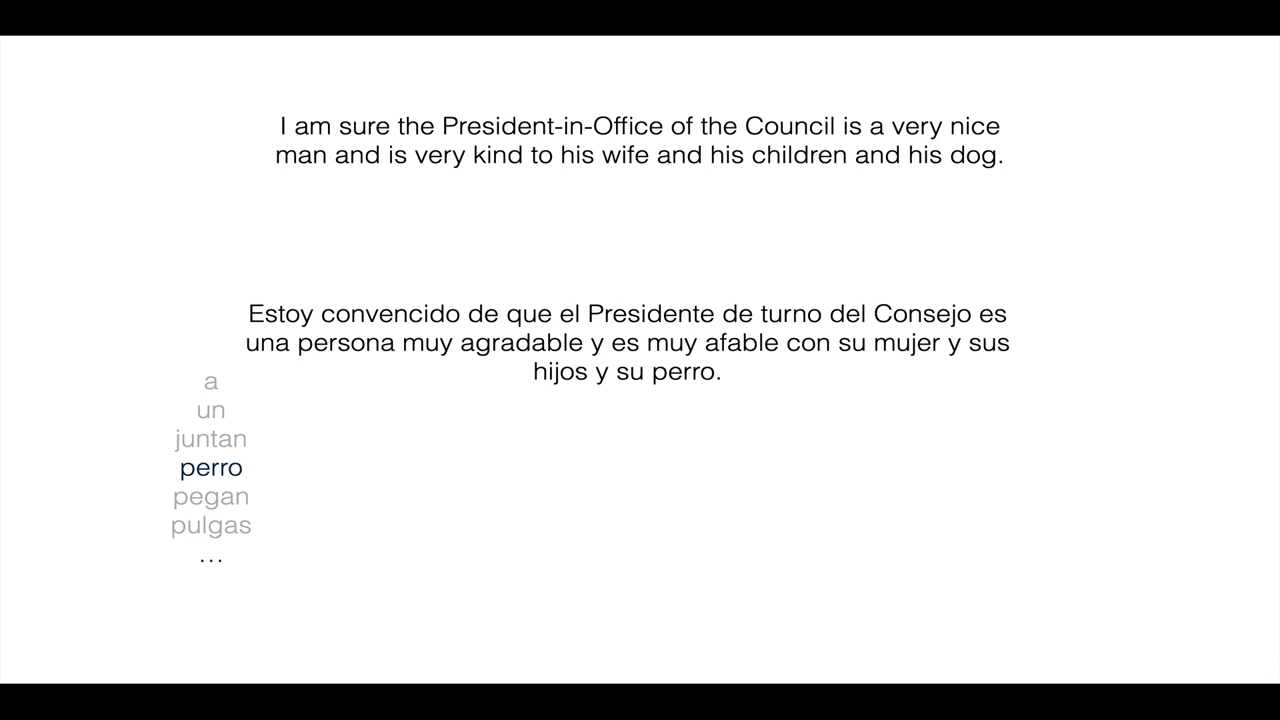 I am sure the President-in-Office of the Council is a very nice
man and is very kind to his wife and his children and his dog.
Estoy convencido de que el Presidente de turno del Consejo es
una persona muy agradable y es muy afable con su mujer y sus
hijos y su perro.
a
un
juntan
perro
pegan
pulgas
...